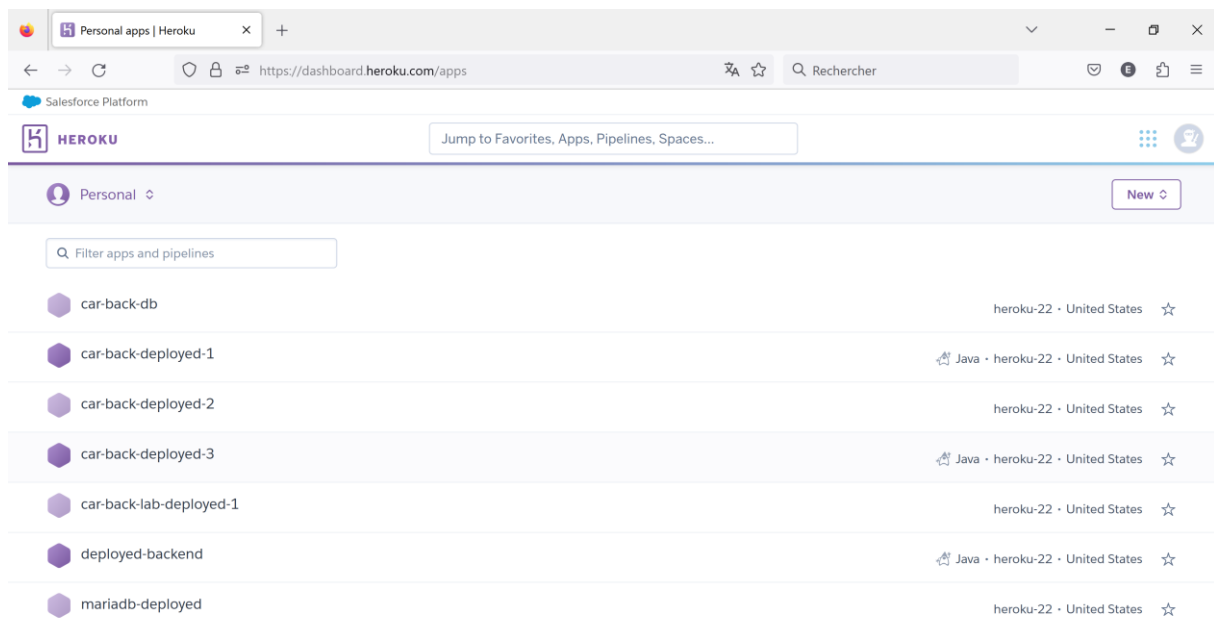 Personal apps | Heroku
https://dashboard.heroku.com/apps Rechercher E
Salesforce Platform
HEROKU Jump to Favorites, Apps, Pipelines, Spaces...
Personal New
Filter apps and pipelines
car-back-db heroku-22 · United States
car-back-deployed-1 Java · heroku-22 · United States
car-back-deployed-2 heroku-22 · United States
car-back-deployed-3 Java · heroku-22 · United States
car-back-lab-deployed-1 heroku-22 · United States
deployed-backend Java · heroku-22 · United States
mariadb-deployed heroku-22 · United States